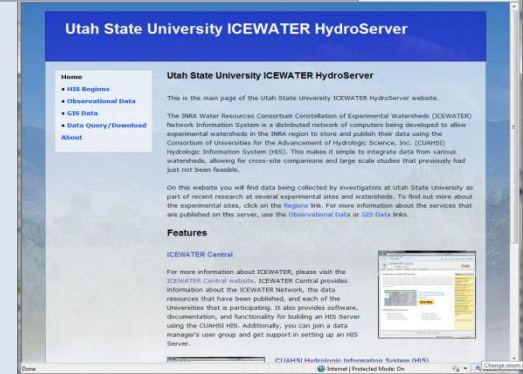 Utah State University ICEWATER HydroServer
Home
• HIS Regions
• Observational Data
• GIS Data
• Data Query/Download
About
Utah State University ICEWATER HydroServer
This is the main page of the Utah State University ICEWATER HydroServer website.
The INRA Water Resources Consortium Constellation of Experimental Watersheds (ICEWATER)
Network Information System is a distributed network of computers being developed to allow
experimental watersheds in the INRA region to store and publish their data using the
Consortium of Universities for the Advancement of Hydrologic Science, Inc. (CUAHSI)
Hydrologic Information System (HIS). This makes it simple to integrate data from various
watersheds, allowing for cross-site comparisons and large scale studies that previously had
just not been feasible.
On this website you will find data being collected by investigators at Utah State University as
part of recent research at several experimental sites and watersheds. To find out more about
the experimental sites, click on the Regions link. For more information about the services that
are published on this server, use the Observational Data or GIS Data links.
Features
ICEWATER Central
For more information about ICEWATER, please visit the
ICEWATER Central website. ICEWATER Central provides
information about the ICEWATER Network, the data
resources that have been published, and each of the
Universities that is participating. It also provides software,
documentation, and functionality for building an HIS Server
using the CUAHSI HIS. Additionally, you can join a data
manager's user group and get support in setting up an HIS
Server.
CUAHSI Hydrologic Information System (HIS)
Done
Internet | Protected Mode: On
Change zoom